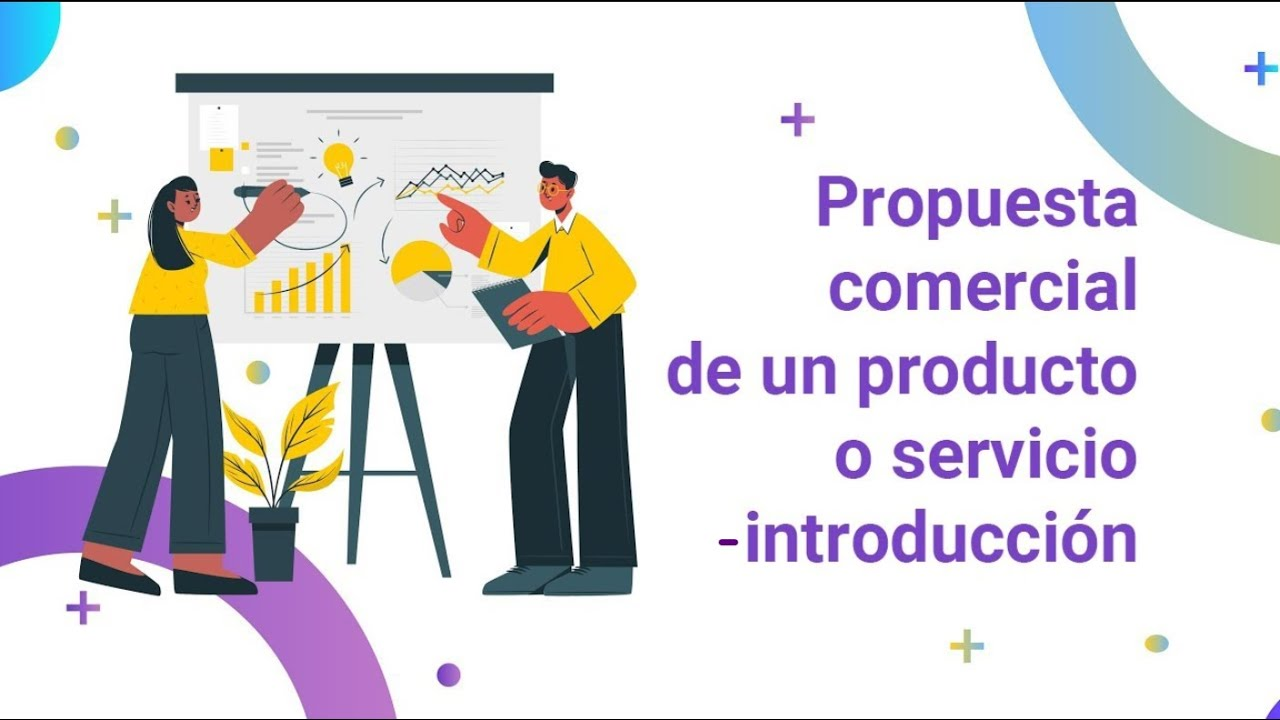 Propuesta
comercial
de un producto
o servicio
-introducción